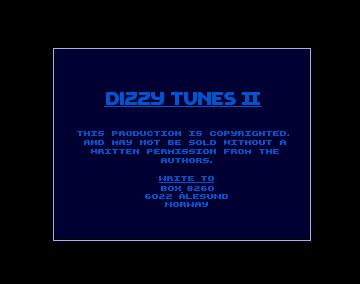 DIZZY TUNES II
THIS PRODUCTION IS COPYRIGHTED.
AND MAY NOT BE SOLD WITHOUT A
WRITTEN PERMISSION FROM THE
AUTHORS.
WRITE TO
BOX 8260
6022 ÅLESUND
NORWAY